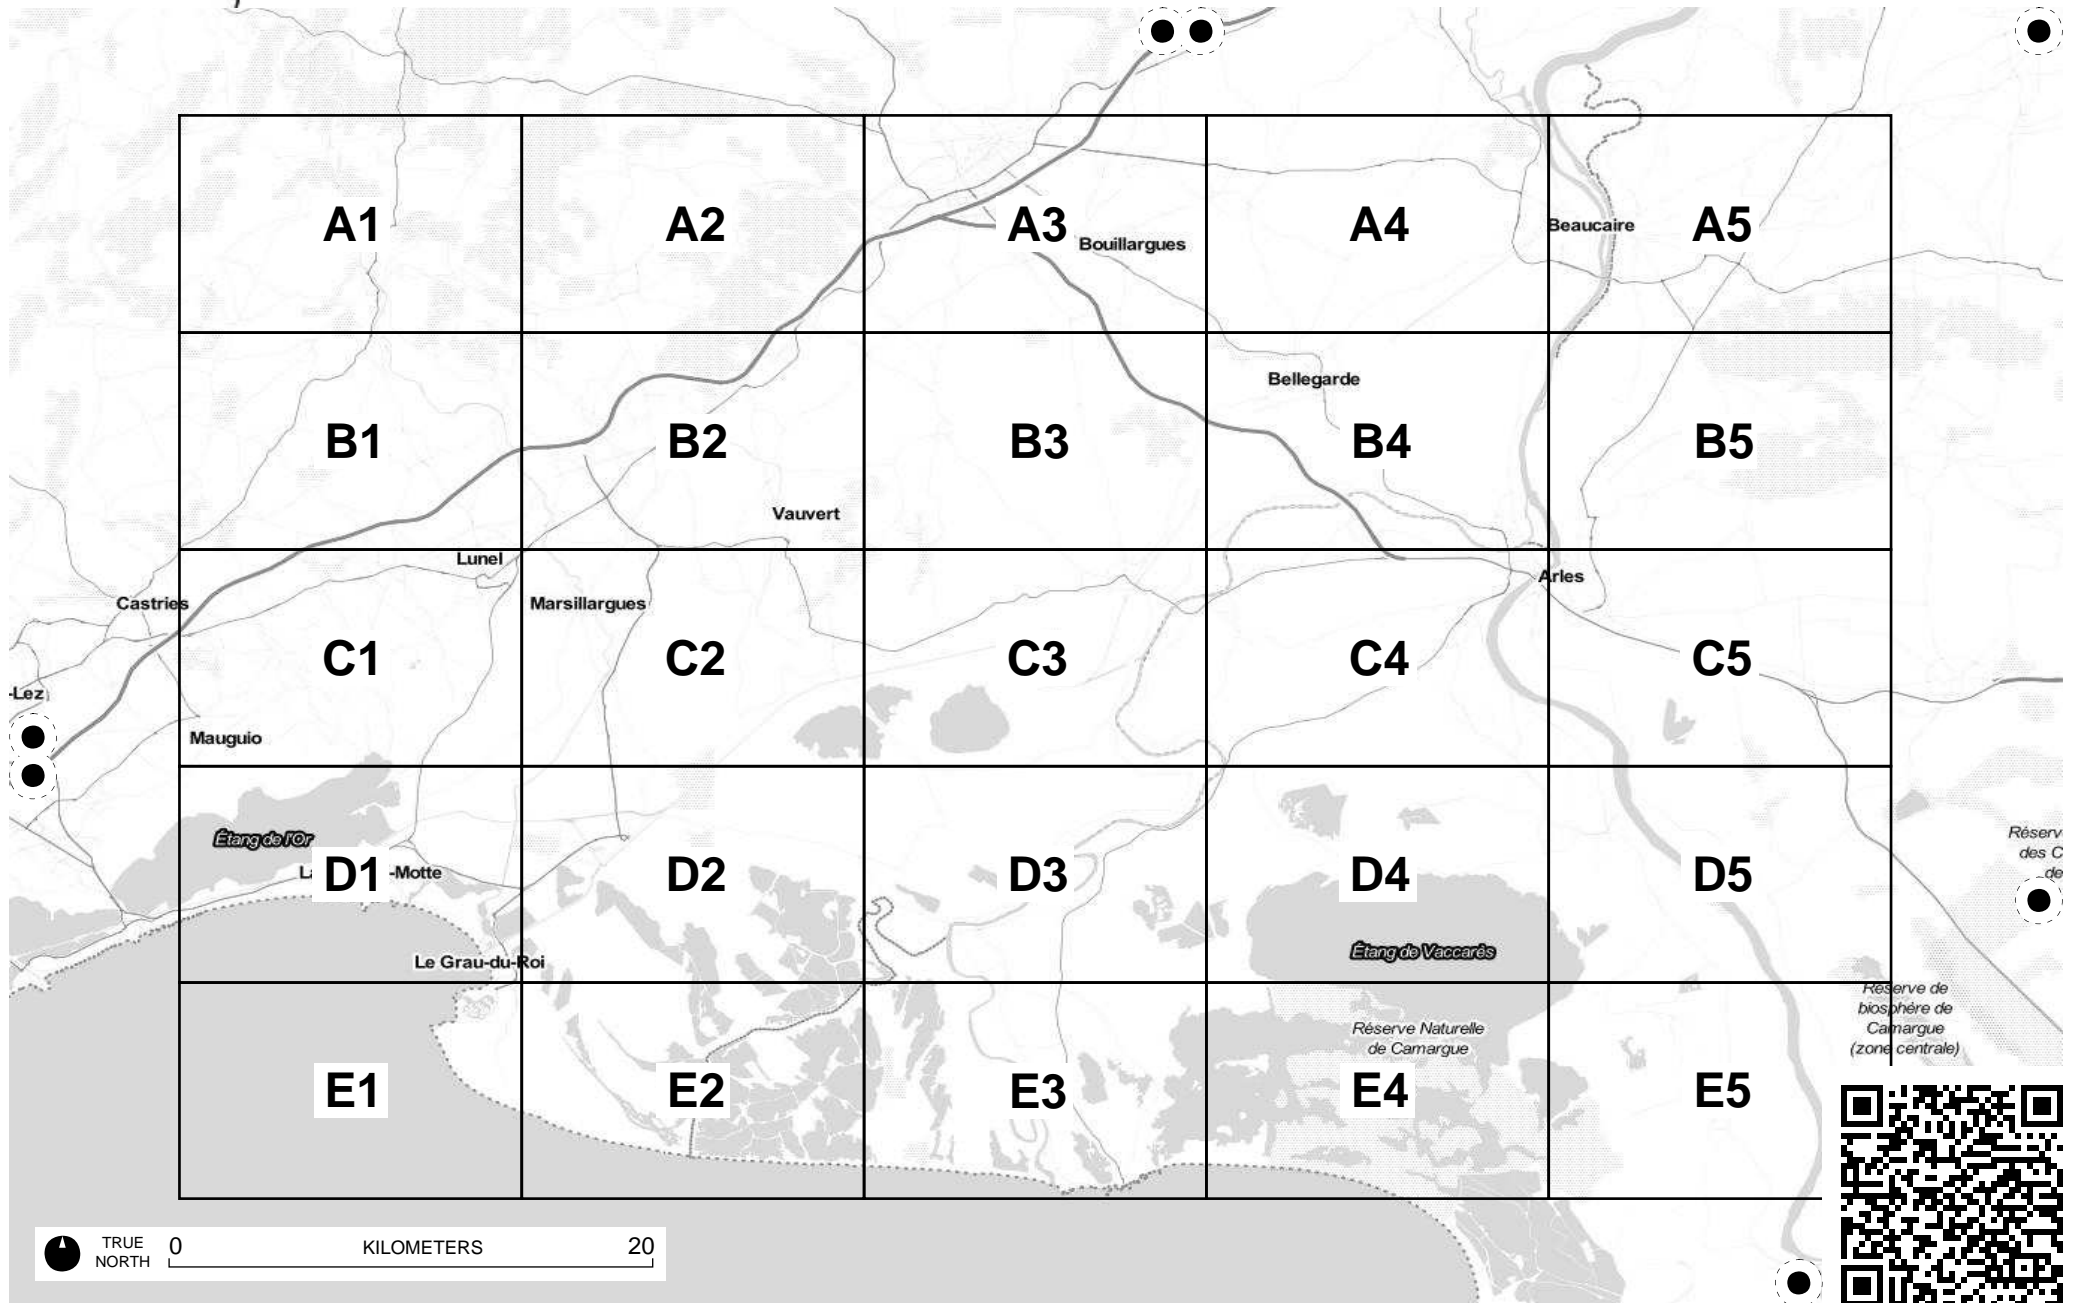 A1
A2
A3
A4
A5
Beaucaire
Bouillargues
Bellegarde
B1
B2
B3
B4
B5
Vauvert
Lunel
Arles
Castries
Marsillargues
C1
C2
C3
C4
C5
-Lez
Mauguio
Étang de l'Or
Réserv
des C
de
-Motte
D1
D2
D3
D4
D5
Étang de Vaccarès
Le Grau-du-Roi
Réserve de
biosphère de
Camargue
(zone centrale)
Réserve Naturelle
de Camargue
E1
E2
E3
E4
E5
TRUE
NORTH
0
KILOMETERS
20